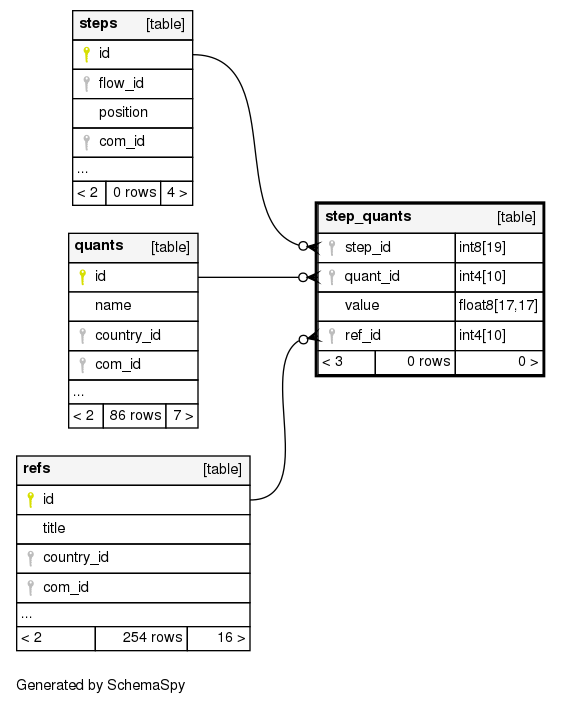 steps [table]
id
flow_id
position
com_id
...
< 2 0 rows 4 >
quants [table]
id
name
country_id
com_id
...
< 2 86 rows 7 >
refs [table]
id
title
country_id
com_id
...
< 2 254 rows 16 >
step_quants [table]
step_id int8[19]
quant_id int4[10]
value float8[17,17]
ref_id int4[10]
< 3 0 rows 0 >
Generated by SchemaSpy